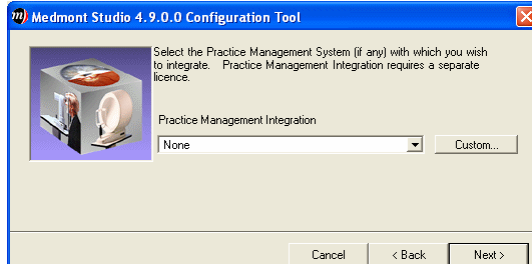 Medmont Studio 4.9.0.0 Configuration Tool
Select the Practice Management System (if any) with which you wish
to integrate. Practice Management Integration requires a separate
licence.
Practice Management Integration
None
Custom...
Cancel
< Back
Next >